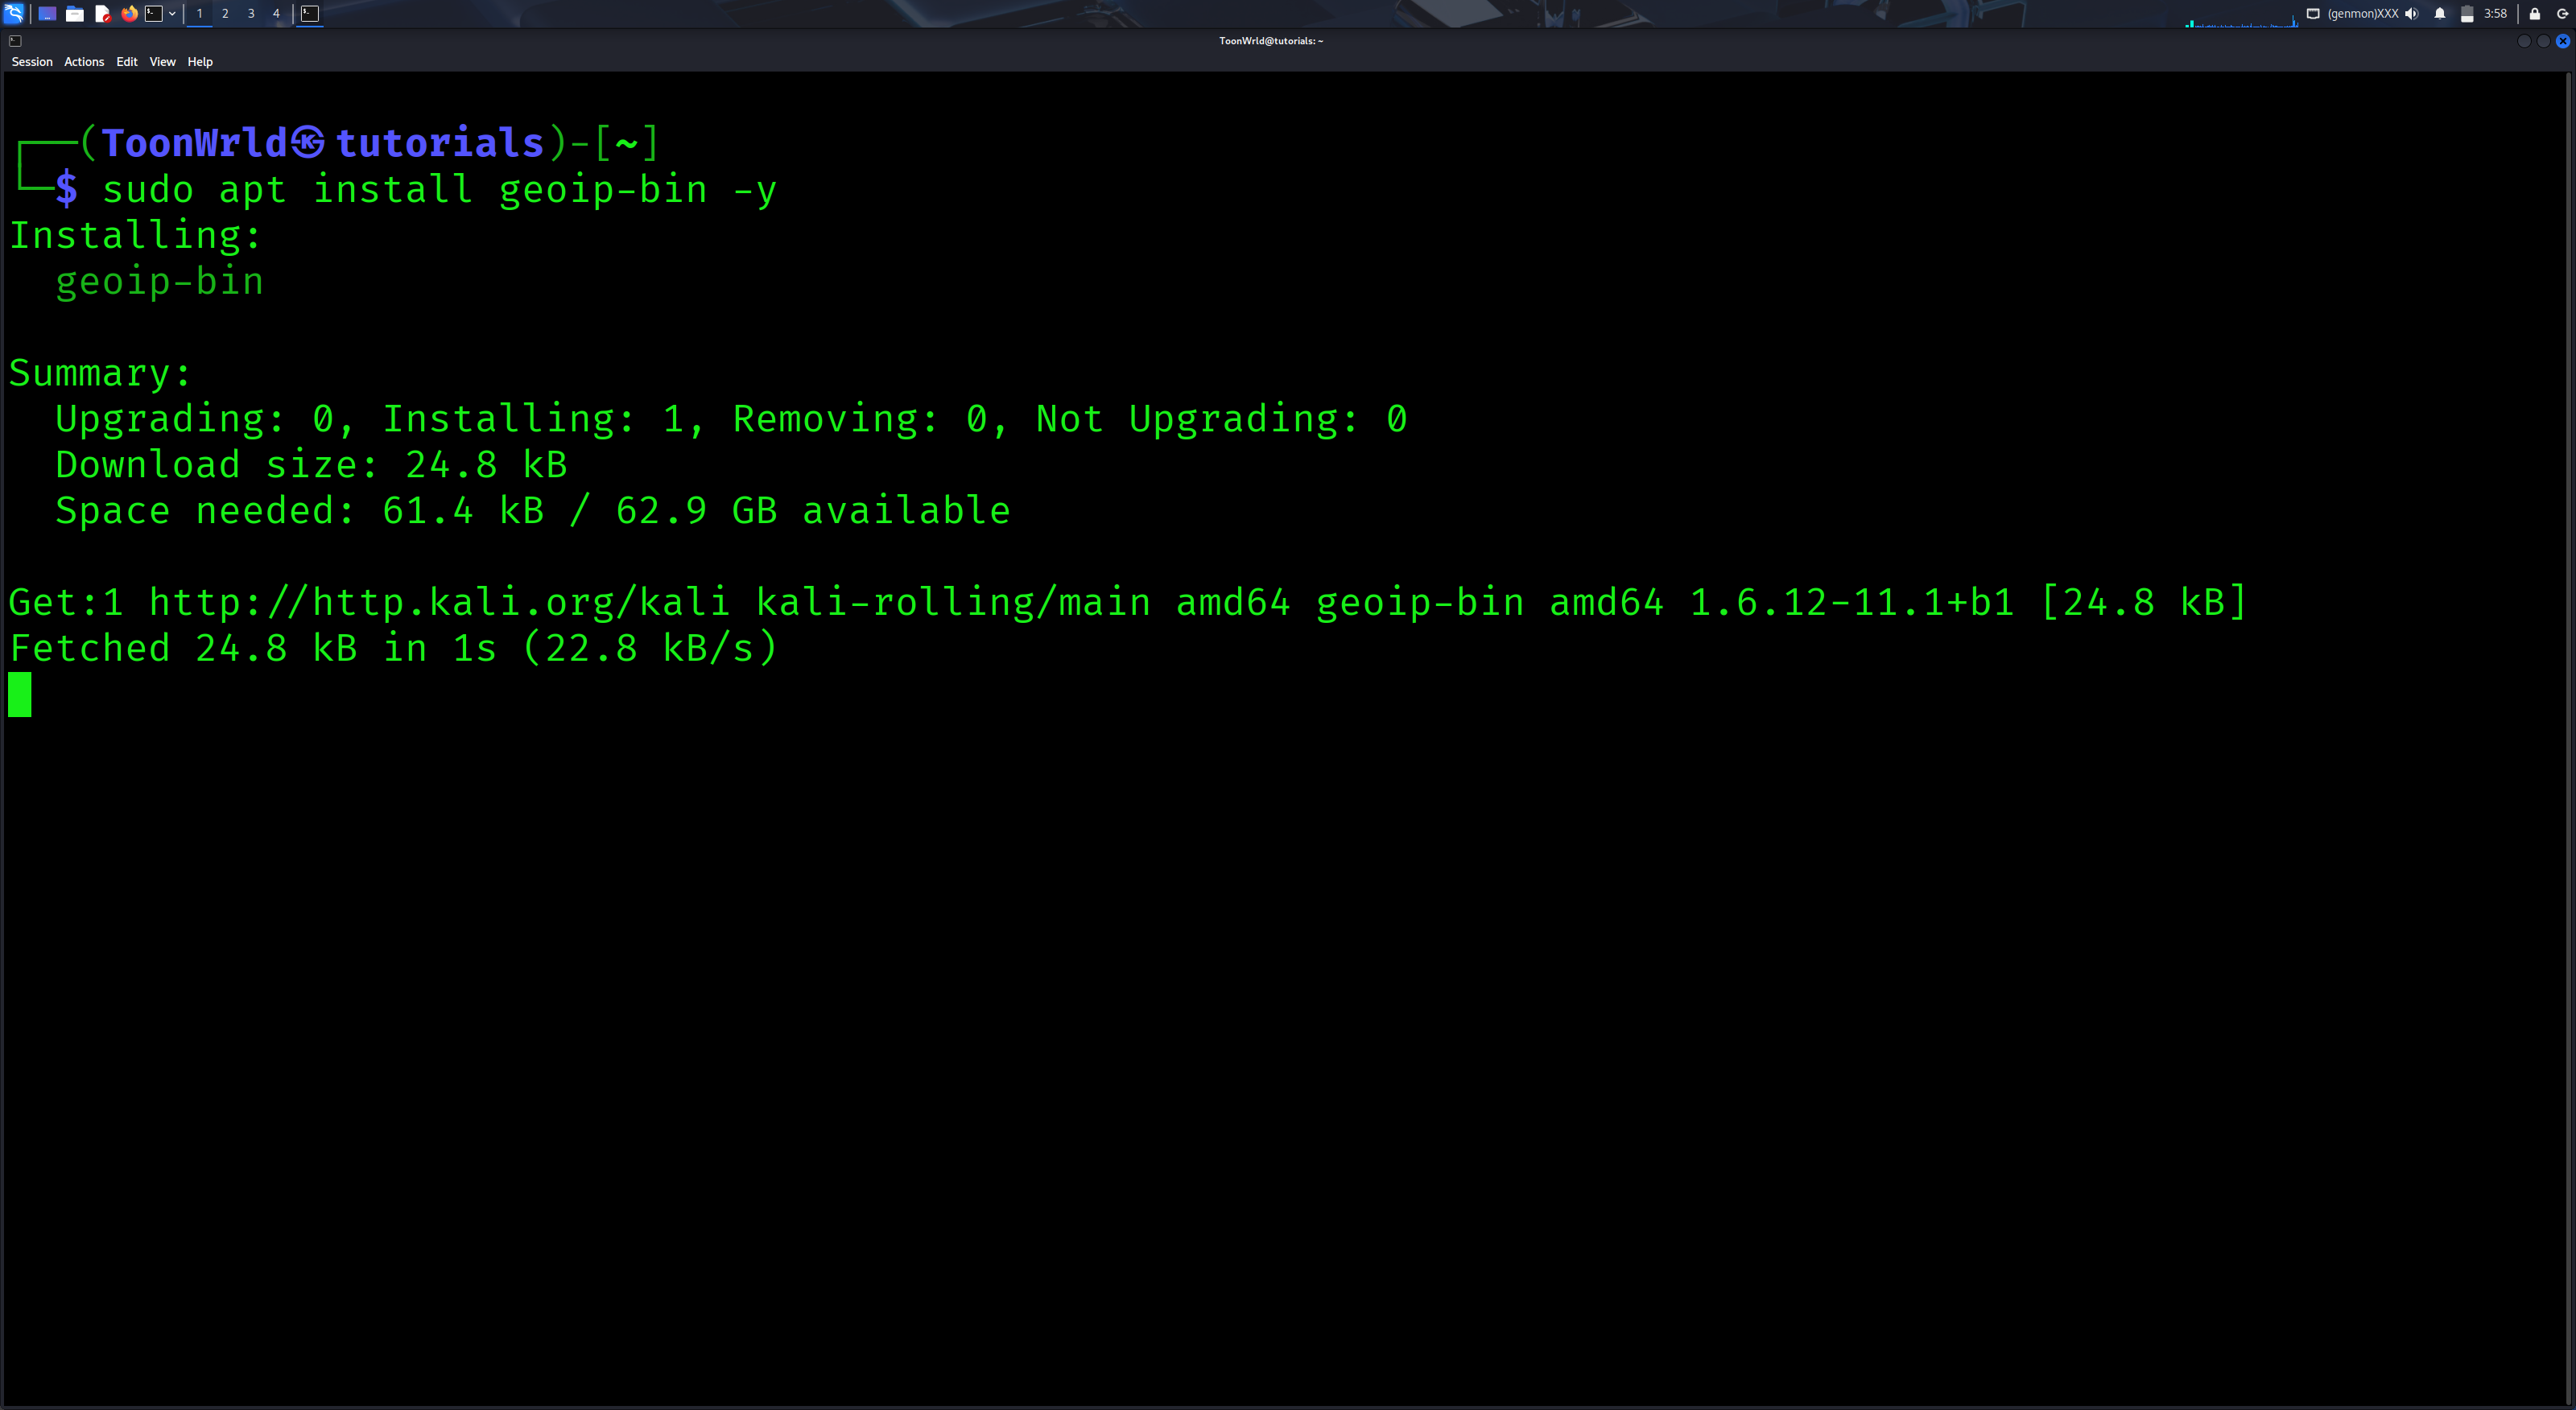 1 2 3 4 (genmon)XXX 3:58
ToonWrld@tutorials: ~
Session Actions Edit View Help
┌──(ToonWrld㉿tutorials)-[~]
└─$ sudo apt install geoip-bin -y
Installing:
  geoip-bin

Summary:
  Upgrading: 0, Installing: 1, Removing: 0, Not Upgrading: 0
  Download size: 24.8 kB
  Space needed: 61.4 kB / 62.9 GB available

Get:1 http://http.kali.org/kali kali-rolling/main amd64 geoip-bin amd64 1.6.12-11.1+b1 [24.8 kB]
Fetched 24.8 kB in 1s (22.8 kB/s)